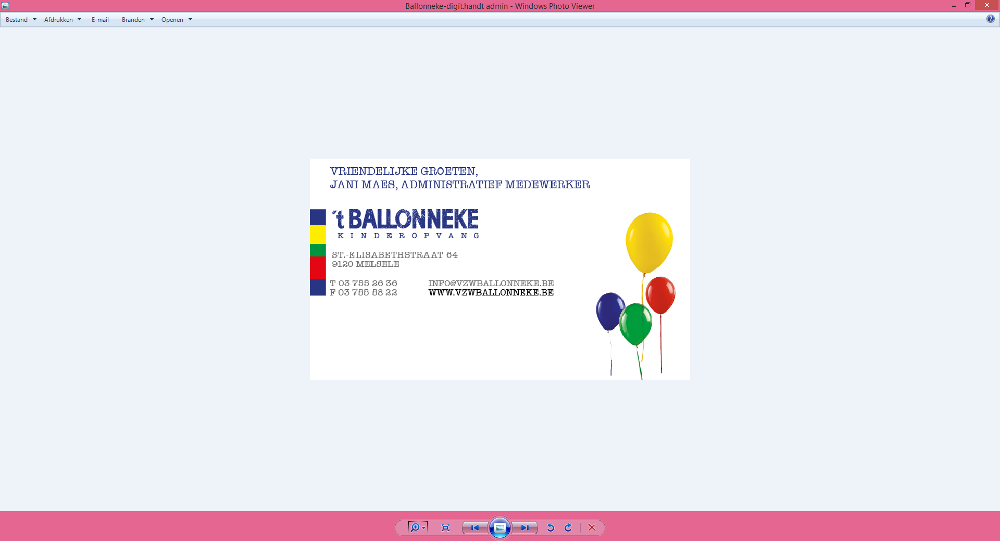 Ballonneke-digit.handt admin - Windows Photo Viewer
Bestand Afdrukken E-mail Branden Openen
VRIENDELIJKE GROETEN,
JANI MAES, ADMINISTRATIEF MEDEWERKER
't BALLONNEKE
KINDEROPVANG
ST.-ELISABETHSTRAAT 64
9120 MELSELE
T 03 755 26 36 INFO@VZWBALLONNEKE.BE
F 03 755 58 22 WWW.VZWBALLONNEKE.BE